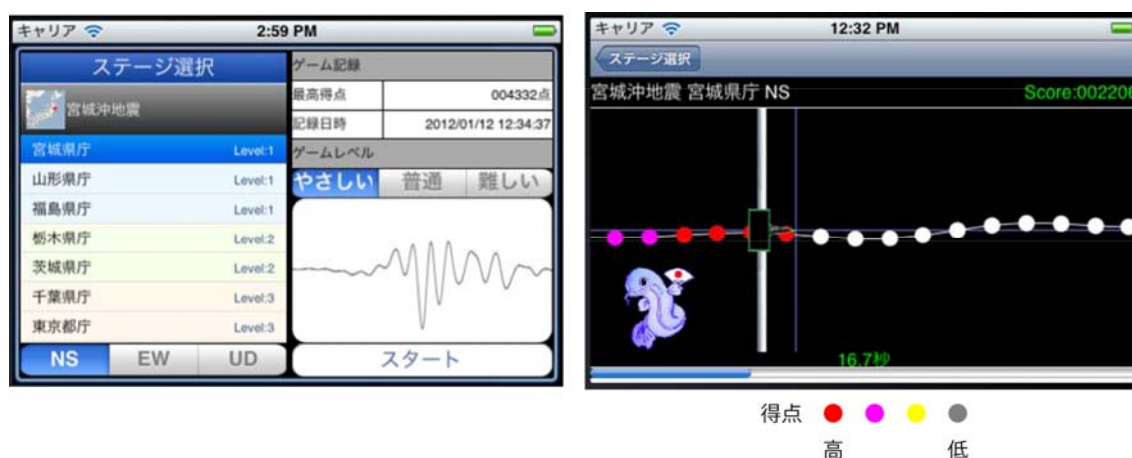 キャリア 2:59 PM
ステージ選択
宮城沖地震
宮城県庁 Level:1
山形県庁 Level:1
福島県庁 Level:1
栃木県庁 Level:2
茨城県庁 Level:2
千葉県庁 Level:3
東京都庁 Level:3
NS EW UD
ゲーム記録
最高得点 004332点
記録日時 2012/01/12 12:34:37
ゲームレベル
やさしい 普通 難しい
スタート
キャリア 12:32 PM
ステージ選択
宮城沖地震 宮城県庁 NS Score:002206
16.7秒
得点
高 低